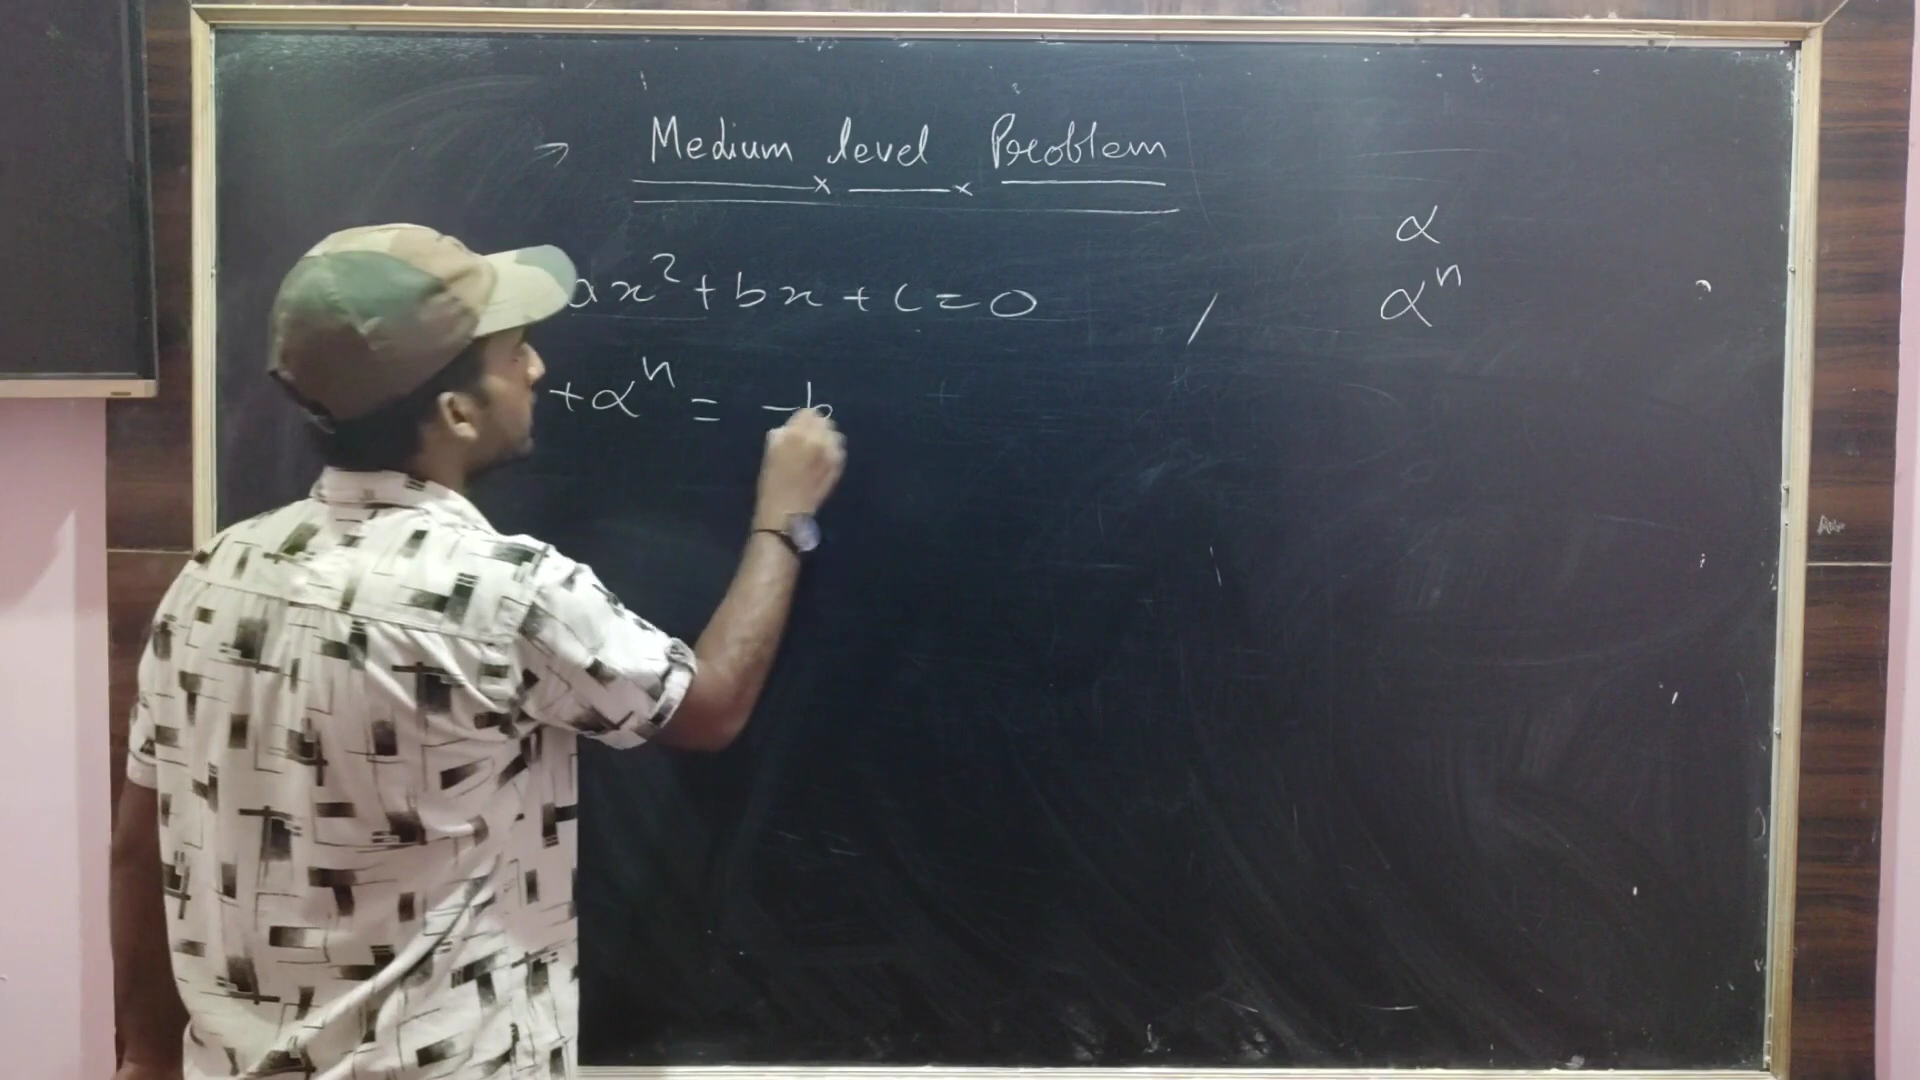 → Medium level Problem
α
ax²+bx+c=0 , αⁿ
+αⁿ = -b